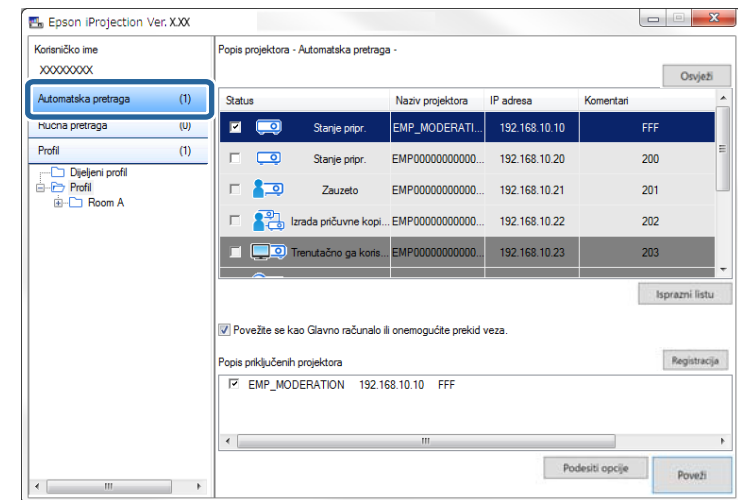 Epson iProjection Ver. X.XX
Korisničko ime
XXXXXXXX
Automatska pretraga (1)
Ručna pretraga (0)
Profil (1)
Dijeljeni profil
Profil
Room A
Popis projektora - Automatska pretraga -
Osvježi
Status Naziv projektora IP adresa Komentari
Stanje pripr. EMP_MODERATI... 192.168.10.10 FFF
Stanje pripr. EMP00000000000... 192.168.10.20 200
Zauzeto EMP00000000000... 192.168.10.21 201
Izrada pričuvne kopi... EMP00000000000... 192.168.10.22 202
Trenutačno ga koris... EMP00000000000... 192.168.10.23 203
Isprazni listu
Povežite se kao Glavno računalo ili onemogućite prekid veza.
Popis priključenih projektora
Registracija
EMP_MODERATION 192.168.10.10 FFF
Podesiti opcije
Poveži